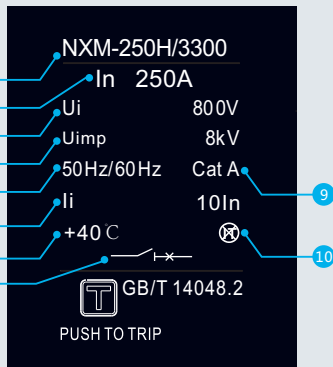 NXM-250H/3300
In 250A
Ui 800V
Uimp 8kV
50Hz/60Hz Cat A
Ii 10In
+40℃
T GB/T 14048.2
PUSH TO TRIP
9
10